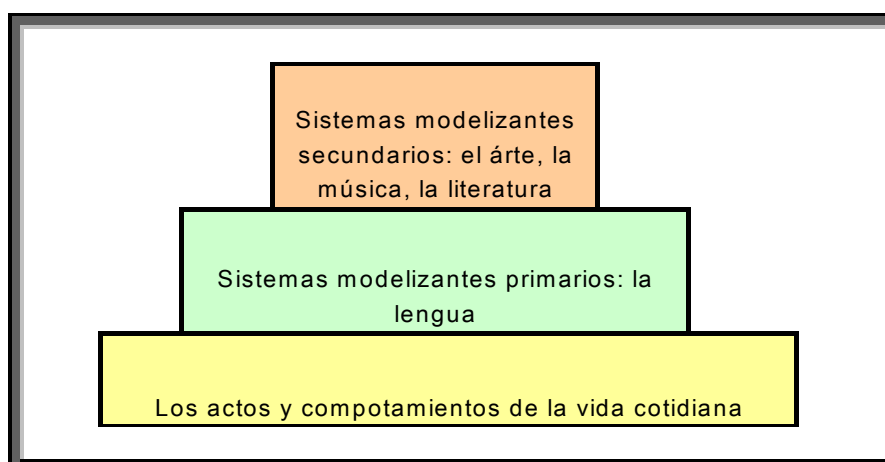 Sistemas modelizantes
secundarios: el árte, la
música, la literatura
Sistemas modelizantes primarios: la
lengua
Los actos y compotamientos de la vida cotidiana